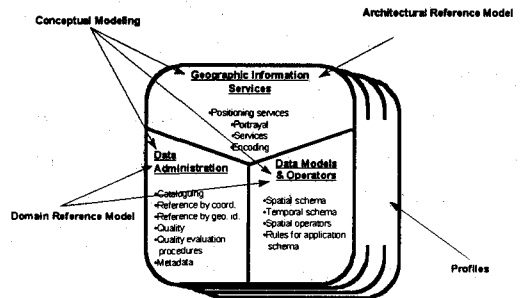 Conceptual Modeling
Architectural Reference Model
Geographic Information
Services
•Positioning services
•Portrayal
•Services
•Encoding
Data
Administration
•Cataloguing
•Reference by coord.
•Reference by geo. id.
•Quality
•Quality evaluation
procedures
•Metadata
Data Models
& Operators
•Spatial schema
•Temporal schema
•Spatial operators
•Rules for application
schema
Domain Reference Model
Profiles